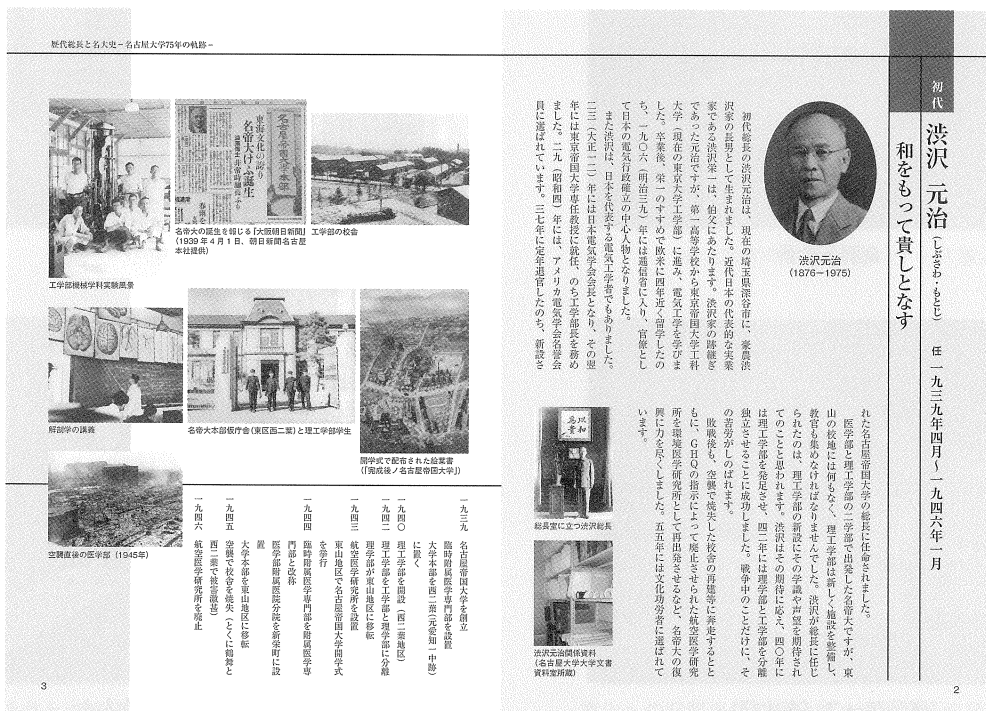 初代
渋沢 元治（しぶさわ・もとじ）
任 一九三九年四月～一九四六年一月
和をもって貴しとなす
渋沢元治
(1876－1975)
初代総長の渋沢元治は、現在の埼玉県深谷市に、豪農渋
沢家の長男として生まれました。近代日本の代表的な実業
家である渋沢栄一は、伯父にあたります。渋沢家の跡継ぎ
であった元治ですが、第一高等学校から東京帝国大学工科
大学（現在の東京大学工学部）に進み、電気工学を学びま
した。卒業後、栄一のすすめで欧米に四年近く留学したの
ち、一九〇六（明治三九）年には逓信省に入り、官僚とし
て日本の電気行政確立の中心人物となりました。
また渋沢は、日本を代表する電気工学者でもありました。
二三（大正一二）年には日本電気学会会長となり、その翌
年には東京帝国大学専任教授に就任、のち工学部長を務め
ました。二九（昭和四）年には、アメリカ電気学会名誉会
員に選ばれています。三七年に定年退官したのち、新設さ
れた名古屋帝国大学の総長に任命されました。
医学部と理工学部の二学部で出発した名帝大ですが、東
山の校地には何もなく、理工学部は新しく施設を整備し、
教官も集めなければなりませんでした。渋沢が総長に任じ
られたのは、理工学部の新設にその学識や声望を期待され
てのことと思われます。渋沢はその期待に応え、四〇年に
は理工学部を発足させ、四二年には理学部と工学部を分離
独立させることに成功しました。戦争中のことだけに、そ
の苦労がしのばれます。
敗戦後も、空襲で焼失した校舎の再建等に奔走するとと
もに、GHQの指示によって廃止させられた航空医学研究
所を環境医学研究所として再出発させるなど、名帝大の復
興に力を尽くしました。五五年には文化功労者に選ばれて
います。
総長室に立つ渋沢総長
渋沢元治関係資料
（名古屋大学大学文書
資料室所蔵）
2
歴代総長と名大史－名古屋大学75年の軌跡－
工学部機械学科実験風景
東海文化の誇り
名帝大けふ誕生
名帝大の誕生を報じる「大阪朝日新聞」
（1939年4月1日、朝日新聞名古屋
本社提供）
工学部の校舎
解剖学の講義
名帝大本部仮庁舎（東区西二葉）と理工学部学生
開学式で配布された絵葉書
（「完成後ノ名古屋帝国大学」）
空襲直後の医学部（1945年）
一九三九 名古屋帝国大学を創立
臨時附属医学専門部を設置
大学本部を西二葉（元愛知一中跡）
に置く
一九四〇 理工学部を開設（西二葉地区）
一九四二 理工学部を工学部と理学部に分離
理学部が東山地区に移転
一九四三 航空医学研究所を設置
東山地区で名古屋帝国大学開学式
を挙行
一九四四 臨時附属医学専門部を附属医学専
門部と改称
医学部附属医院分院を新栄町に設
置
大学本部を東山地区に移転
一九四五 空襲で校舎を焼失（とくに鶴舞と
西二葉で被害激甚）
一九四六 航空医学研究所を廃止
3